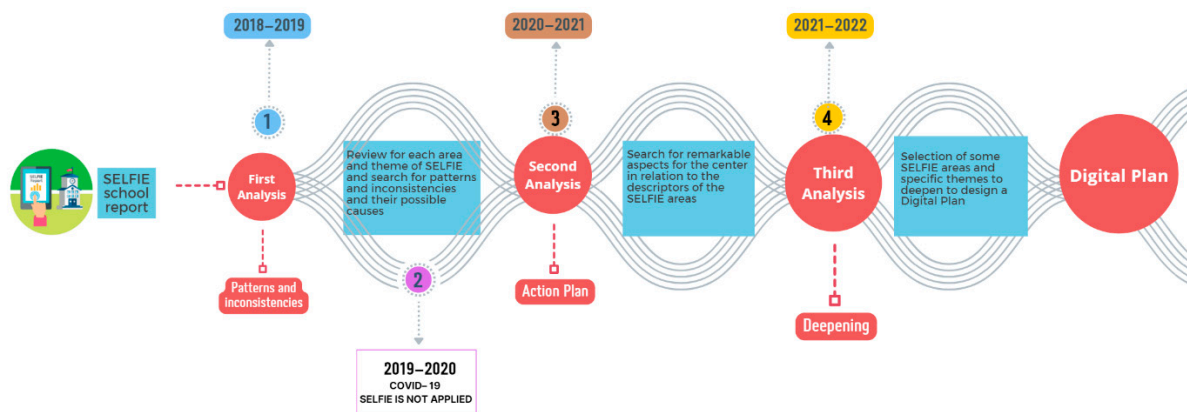 2018–2019
2020–2021
2021–2022
1
3
4
SELFIE
school
report
First
Analysis
Review for each area
and theme of SELFIE
and search for patterns
and inconsistencies
and their possible
causes
Second
Analysis
Search for remarkable
aspects for the center
in relation to the
descriptors of the
SELFIE areas
Third
Analysis
Selection of some
SELFIE areas and
specific themes to
deepen to design a
Digital Plan
Digital Plan
Patterns and
inconsistencies
2
Action Plan
Deepening
2019–2020
COVID– 19
SELFIE IS NOT APPLIED